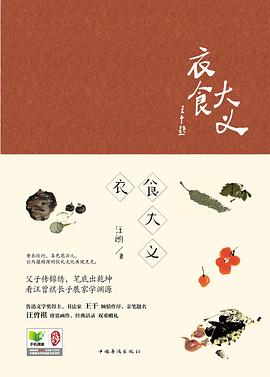 衣食
大义
王干题
衣食大义
汪朗 著
父子传锦绣，笔底出乾坤
看汪曾祺长子展家学渊源
鲁迅文学奖得主、书法家 王干 倾情作序，亲笔题名
汪曾祺 珍贵画作，经典语录 双重赠礼
中国华侨出版社